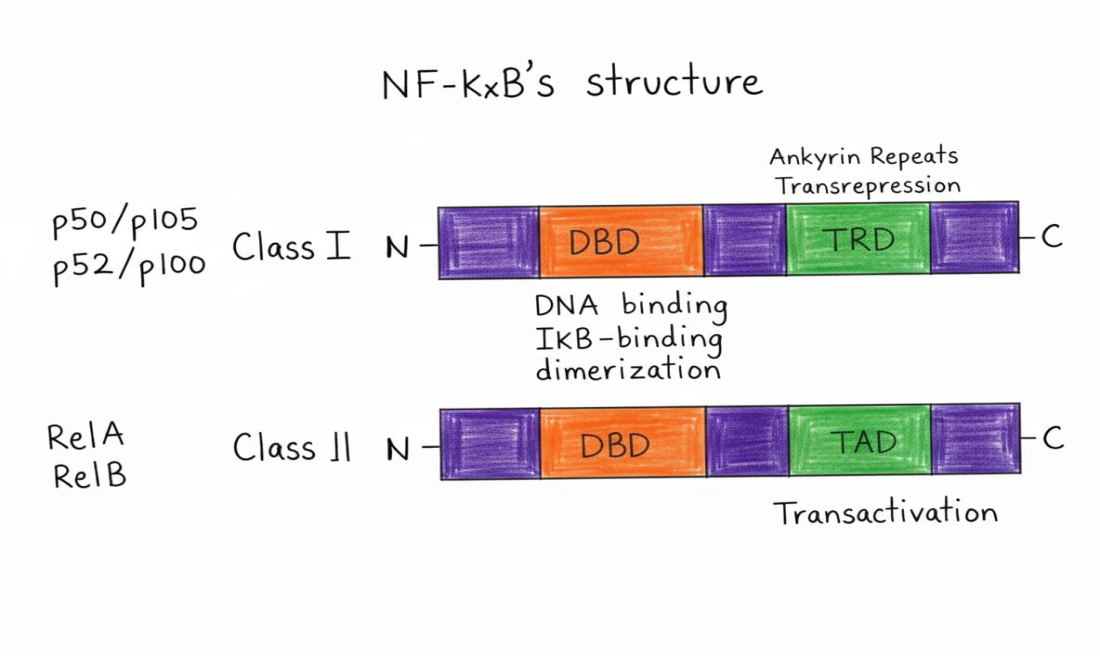 NF-KxB's structure
Ankyrin Repeats
Transrepression
p50/p105
p52/p100
Class I N DBD TRD C
DNA binding
IKB-binding
dimerization
RelA
RelB
Class II N DBD TAD C
Transactivation